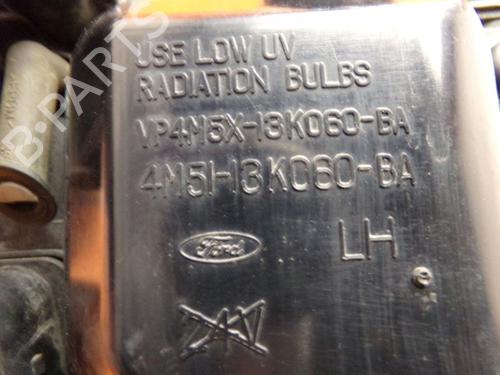 USE LOW UV
RADIATION BULBS
VP4M5X-13K060-BA
4M51-13K060-BA
Ford
LH
B-PARTS